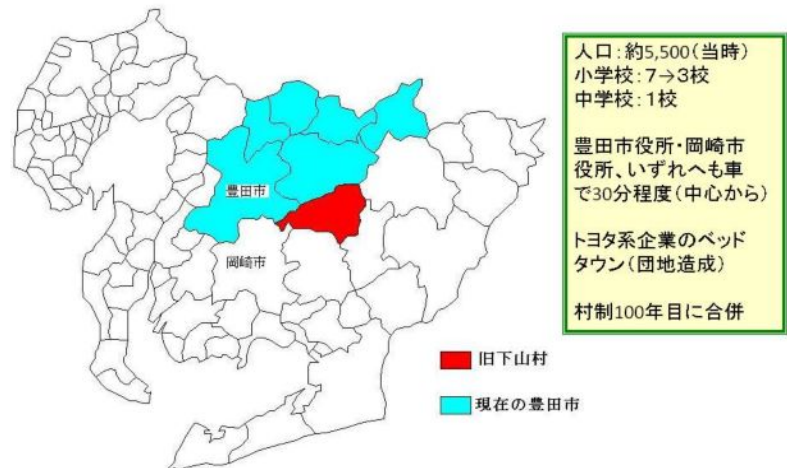 豊田市
岡崎市
旧下山村
現在の豊田市
人口:約5,500(当時)
小学校:7→3校
中学校:1校
豊田市役所・岡崎市
役所、いずれへも車
で30分程度(中心から)
トヨタ系企業のベッド
タウン(団地造成)
村制100年目に合併